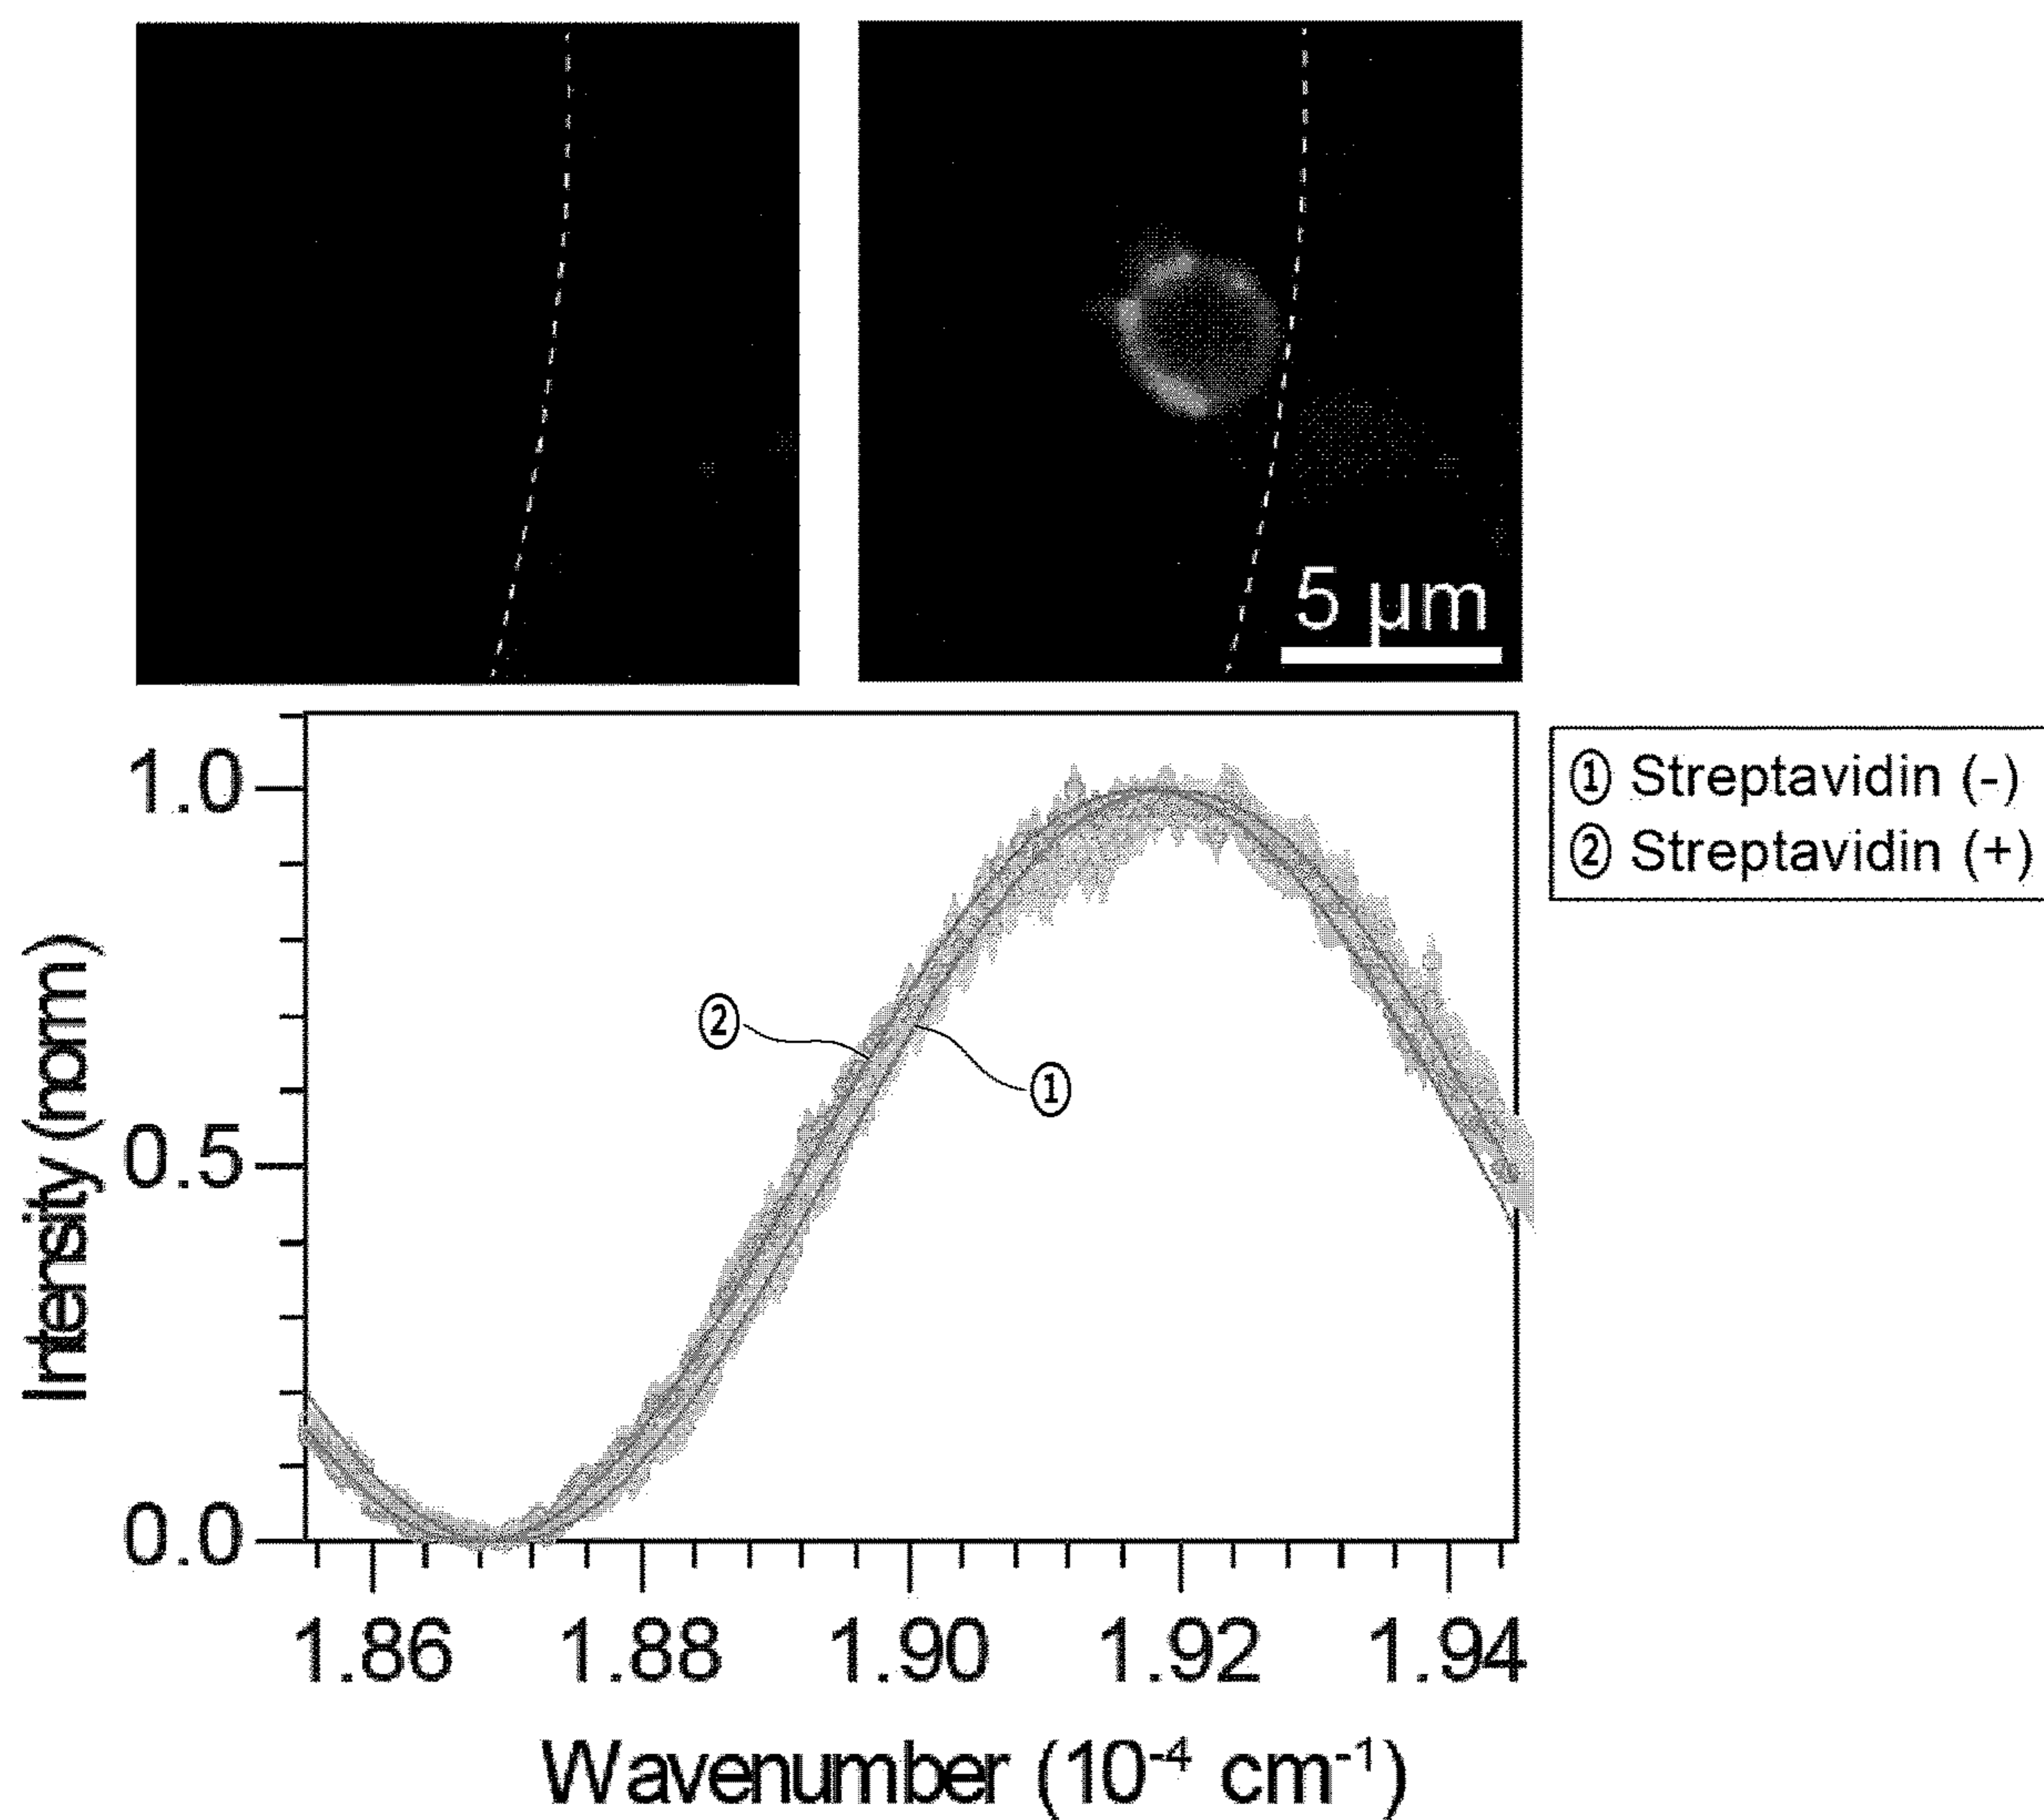 5 μm
① Streptavidin (-)
② Streptavidin (+)
Intensity (norm)
1.0
0.5
0.0
②
①
1.86 1.88 1.90 1.92 1.94
Wavenumber (10⁻⁴ cm⁻¹)